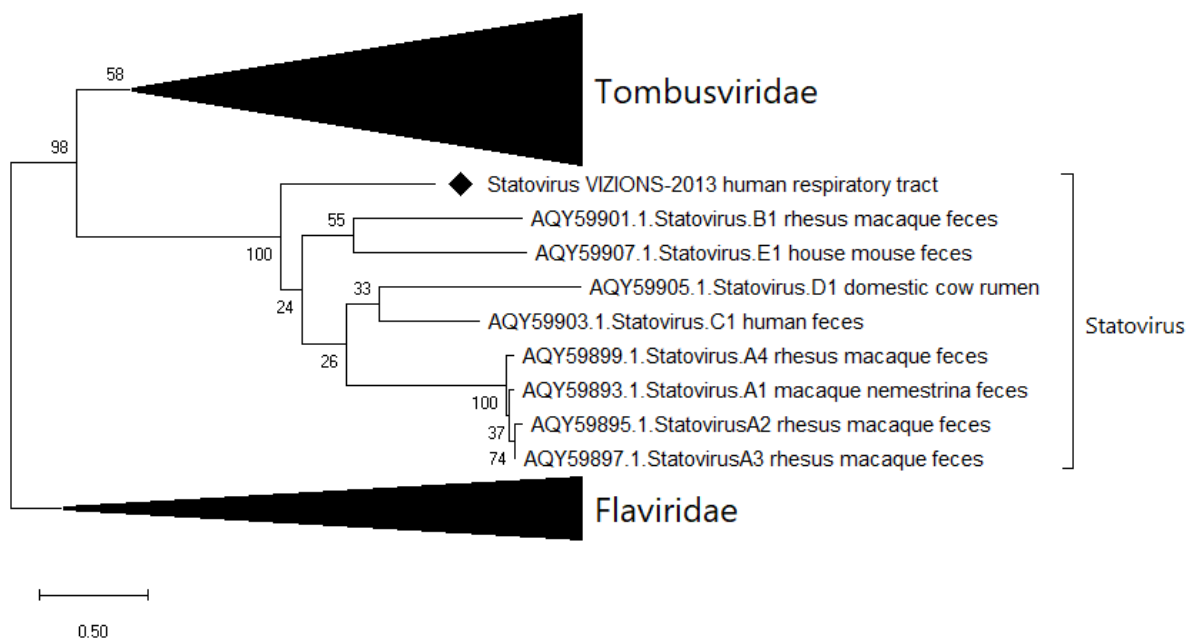 58
Tombusviridae
98
Statovirus VIZIONS-2013 human respiratory tract
55
AQY59901.1.Statovirus.B1 rhesus macaque feces
100
AQY59907.1.Statovirus.E1 house mouse feces
33
AQY59905.1.Statovirus.D1 domestic cow rumen
24
AQY59903.1.Statovirus.C1 human feces
Statovirus
26
AQY59899.1.Statovirus.A4 rhesus macaque feces
AQY59893.1.Statovirus.A1 macaque nemestrina feces
100
AQY59895.1.StatovirusA2 rhesus macaque feces
37
AQY59897.1.StatovirusA3 rhesus macaque feces
74
Flaviridae
0.50